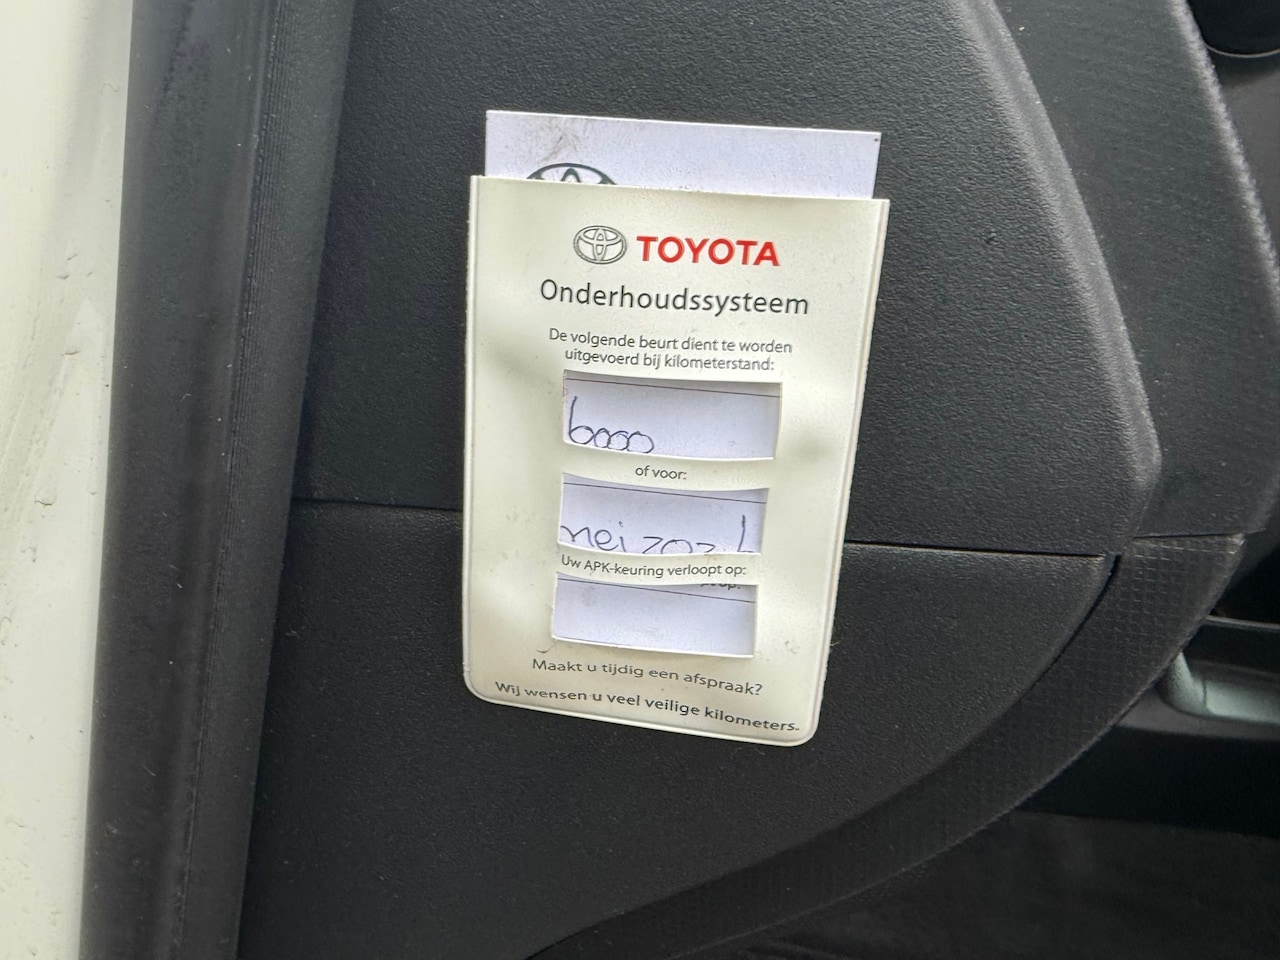 TOYOTA
Onderhoudssysteem
De volgende beurt dient te worden
uitgevoerd bij kilometerstand:
6000
of voor:
mei
Uw APK-keuring verloopt op:
op:
Maakt u tijdig een afspraak?
Wij wensen u veel veilige kilometers.